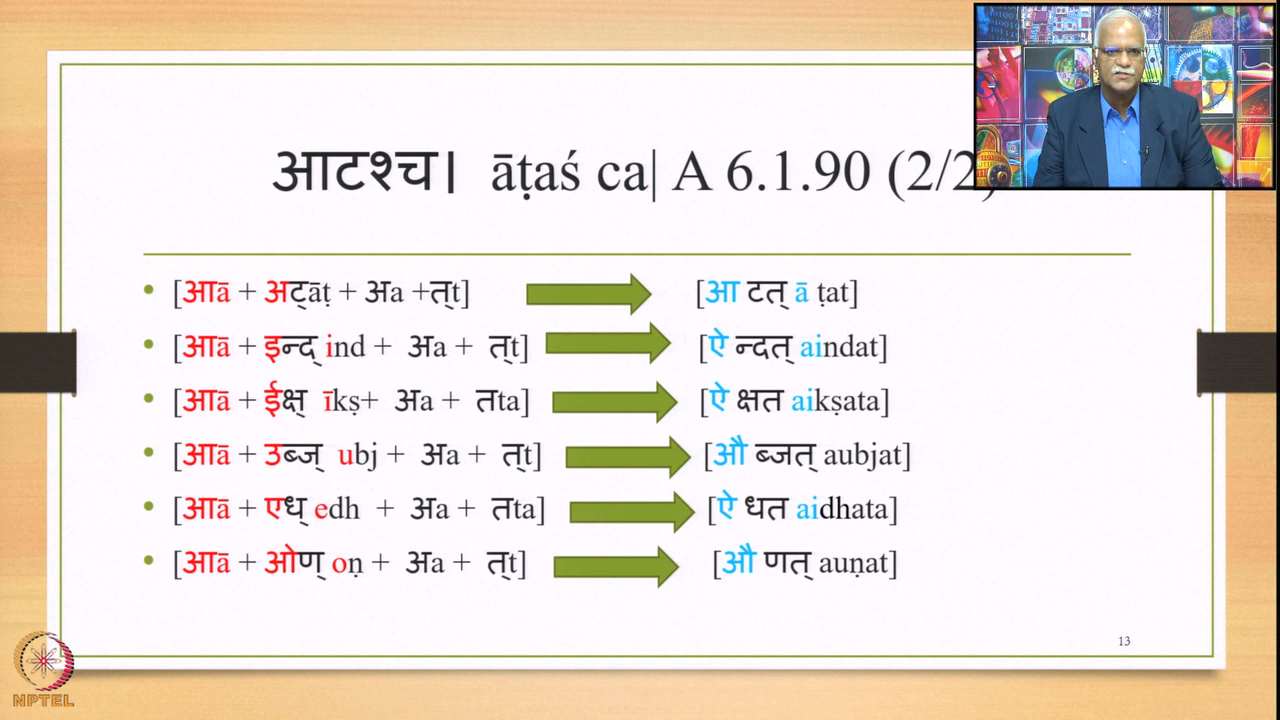 आटश्च। āṭaś ca| A 6.1.90 (2/2)
• [आā + अट्āṭ + अa +त्t] [आ टत् ā ṭat]
• [आā + इन्द् ind + अa + त्t] [ऐ न्दत् aindat]
• [आā + ईक्ष् īkṣ+ अa + तta] [ऐ क्षत aikṣata]
• [आā + उब्ज् ubj + अa + त्t] [औ ब्जत् aubjat]
• [आā + एध् edh + अa + तta] [ऐ धत aidhata]
• [आā + ओण् oṇ + अa + त्t] [औ णत् auṇat]
13
NPTEL